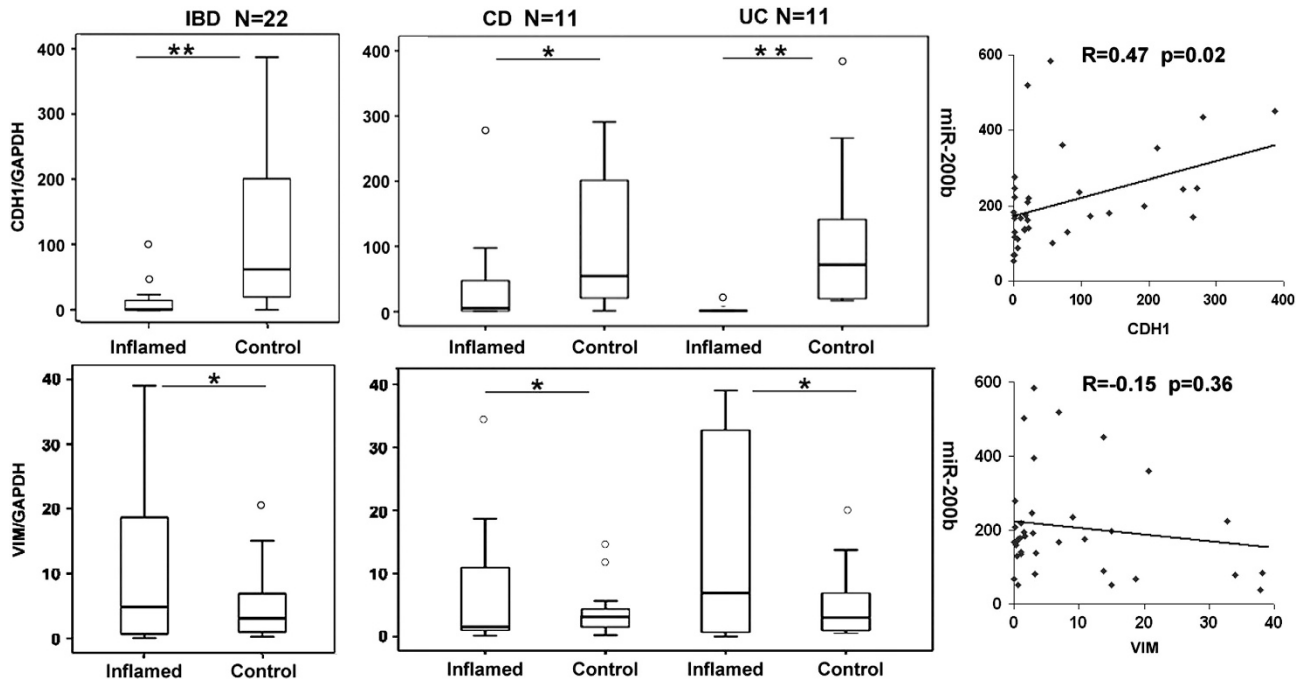 IBD N=22
CD N=11
UC N=11
CDH1/GAPDH
400
300
200
100
0
**
Inflamed
Control
400
300
200
100
0
*
* *
Inflamed
Control
Inflamed
Control
miR-200b
600
400
200
0
R=0.47 p=0.02
0
100
200
300
400
CDH1
VIM/GAPDH
40
30
20
10
0
*
Inflamed
Control
40
30
20
10
0
*
*
Inflamed
Control
Inflamed
Control
miR-200b
600
400
200
0
R=-0.15 p=0.36
0
10
20
30
40
VIM